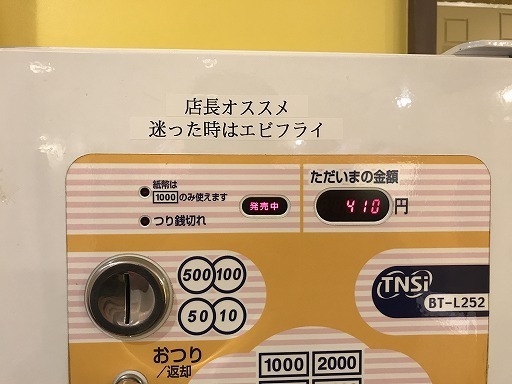 店長オススメ
迷った時はエビフライ
紙幣は
1000のみ使えます
つり銭切れ
発売中
ただいまの金額
410円
500 100
50 10
TNSi
BT-L252
おつり
/返却
1000 2000